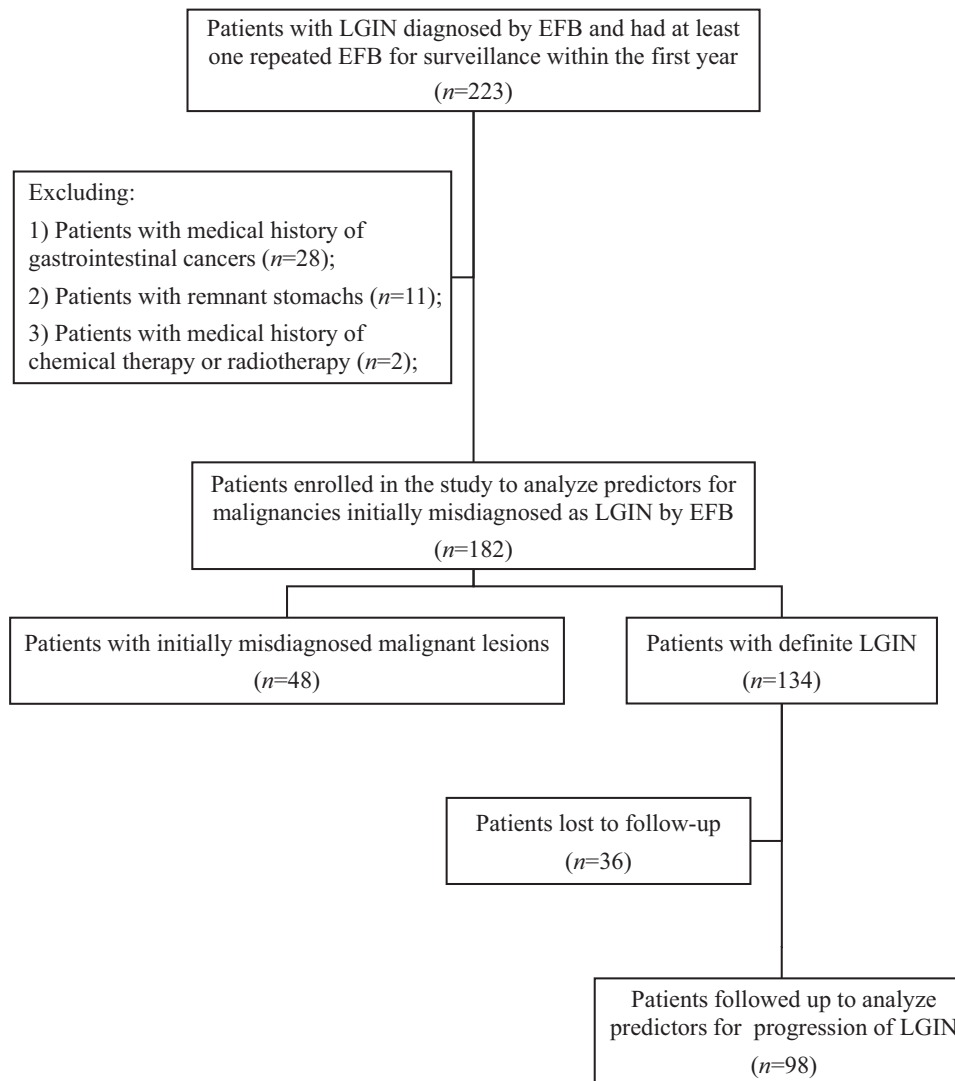 Patients with LGIN diagnosed by EFB and had at least
one repeated EFB for surveillance within the first year
(n=223)
Excluding:
1) Patients with medical history of
gastrointestinal cancers (n=28);
2) Patients with remnant stomachs (n=11);
3) Patients with medical history of
chemical therapy or radiotherapy (n=2);
Patients enrolled in the study to analyze predictors for
malignancies initially misdiagnosed as LGIN by EFB
(n=182)
Patients with initially misdiagnosed malignant lesions
(n=48)
Patients with definite LGIN
(n=134)
Patients lost to follow-up
(n=36)
Patients followed up to analyze
predictors for progression of LGIN
(n=98)